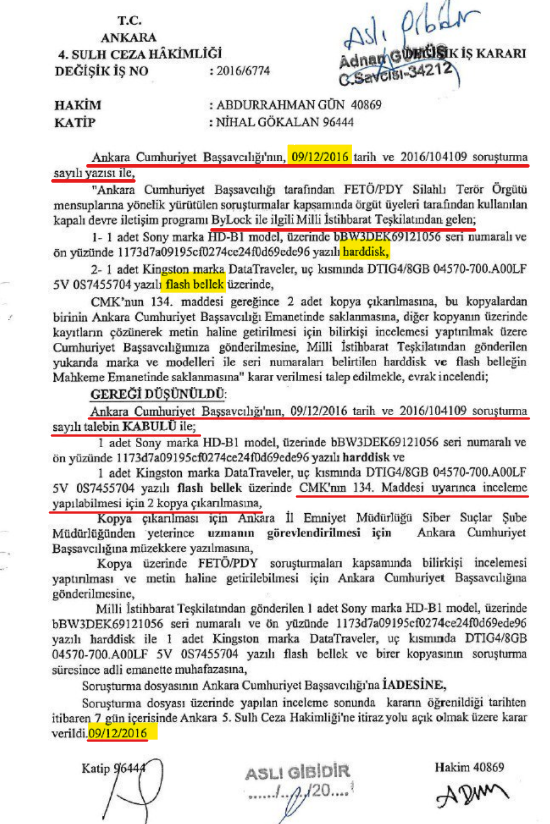 T.C.
ANKARA
4. SULH CEZA HÂKİMLİĞİ
DEĞİŞİK İŞ KARARI
DEĞİŞİK İŞ NO : 2016/6774
Aslı Gibidir
Adnan GÜMÜŞ
C.Savcısı-34212
HAKİM : ABDURRAHMAN GÜN 40869
KATİP : NİHAL GÖKALAN 96444
Ankara Cumhuriyet Başsavcılığı'nın, 09/12/2016 tarih ve 2016/104109 soruşturma
sayılı yazısı ile,
"Ankara Cumhuriyet Başsavcılığı tarafından FETÖ/PDY Silahlı Terör Örgütü
mensuplarına yönelik yürütülen soruşturmalar kapsamında örgüt üyeleri tarafından kullanılan
kapalı devre iletişim programı ByLock ile ilgili Milli İstihbarat Teşkilatından gelen;
1- 1 adet Sony marka HD-B1 model, üzerinde bBW3DEK69121056 seri numaralı ve
ön yüzünde 1173d7a09195cf0274ce24f0d69ede96 yazılı harddisk,
2- 1 adet Kingston marka DataTraveler, uç kısmında DTIG4/8GB 04570-700.A00LF
5V 0S7455704 yazılı flash bellek üzerinde,
CMK'nun 134. maddesi gereğince 2 adet kopya çıkarılmasına, bu kopyalardan
birinin Ankara Cumhuriyet Başsavcılığı Emanetinde saklanmasına, diğer kopyanın üzerinde
kayıtların çözünerek metin haline getirilmesi için bilirkişi incelemesi yaptırılmak üzere
Cumhuriyet Başsavcılığımıza gönderilmesine, Milli İstihbarat Teşkilatından gönderilen
yukarıda marka ve modelleri ile seri numaraları belirtilen harddisk ve flash belleğin
Mahkeme Emanetinde saklanmasına" karar verilmesi talep edilmekle, evrak incelendi;
GEREĞİ DÜŞÜNÜLDÜ:
Ankara Cumhuriyet Başsavcılığı'nın, 09/12/2016 tarih ve 2016/104109 soruşturma
sayılı talebin KABULÜ ile;
1 adet Sony marka HD-B1 model, üzerinde bBW3DEK69121056 seri numaralı ve
ön yüzünde 1173d7a09195cf0274ce24f0d69ede96 yazılı harddisk ve
1 adet Kingston marka DataTraveler, uç kısmında DTIG4/8GB 04570-700.A00LF
5V 0S7455704 yazılı flash bellek üzerinde CMK'nın 134. Maddesi uyarınca inceleme
yapılabilmesi için 2 kopya çıkarılmasına,
Kopya çıkarılması için Ankara İl Emniyet Müdürlüğü Siber Suçlar Şube
Müdürlüğünden yeterince uzmanın görevlendirilmesi için Ankara Cumhuriyet
Başsavcılığına müzekkere yazılmasına,
Kopya üzerinde FETÖ/PDY soruşturmaları kapsamında bilirkişi incelemesi
yaptırılması ve metin haline getirilebilmesi için Ankara Cumhuriyet Başsavcılığına
gönderilmesine,
Milli İstihbarat Teşkilatından gönderilen 1 adet Sony marka HD-B1 model, üzerinde
bBW3DEK69121056 seri numaralı ve ön yüzünde 1173d7a09195cf0274ce24f0d69ede96
yazılı harddisk ile 1 adet Kingston marka DataTraveler, uç kısmında DTIG4/8GB
04570-700.A00LF 5V 0S7455704 yazılı flash bellek ve birer kopyasının soruşturma
süresince adli emanette muhafazasına,
Soruşturma dosyasının Ankara Cumhuriyet Başsavcılığı'na İADESİNE,
Soruşturma dosyası üzerinde yapılan inceleme sonunda kararın öğrenildiği tarihten
itibaren 7 gün içerisinde Ankara 5. Sulh Ceza Hakimliği'ne itiraz yolu açık olmak üzere karar
verildi.09/12/2016
Katip 96444
ASLI GİBİDİR
....../....../20....
Hakim 40869